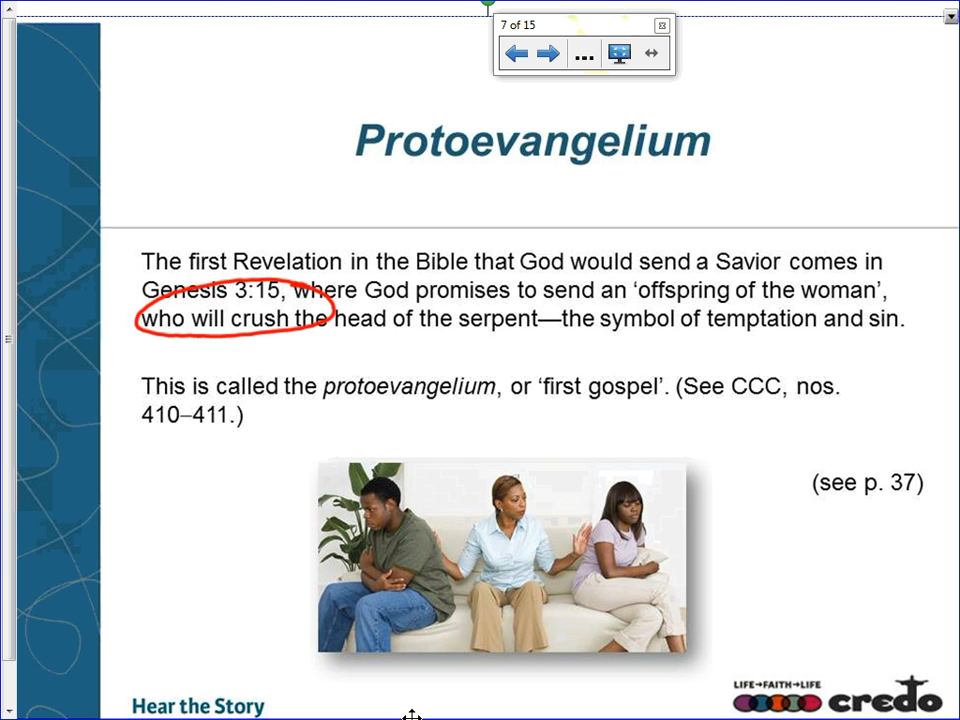 7 of 15
...
Protoevangelium
The first Revelation in the Bible that God would send a Savior comes in
Genesis 3:15, where God promises to send an ‘offspring of the woman’,
who will crush the head of the serpent—the symbol of temptation and sin.
This is called the protoevangelium, or ‘first gospel’. (See CCC, nos.
410–411.)
(see p. 37)
LIFE→FAITH→LIFE
credo
Hear the Story